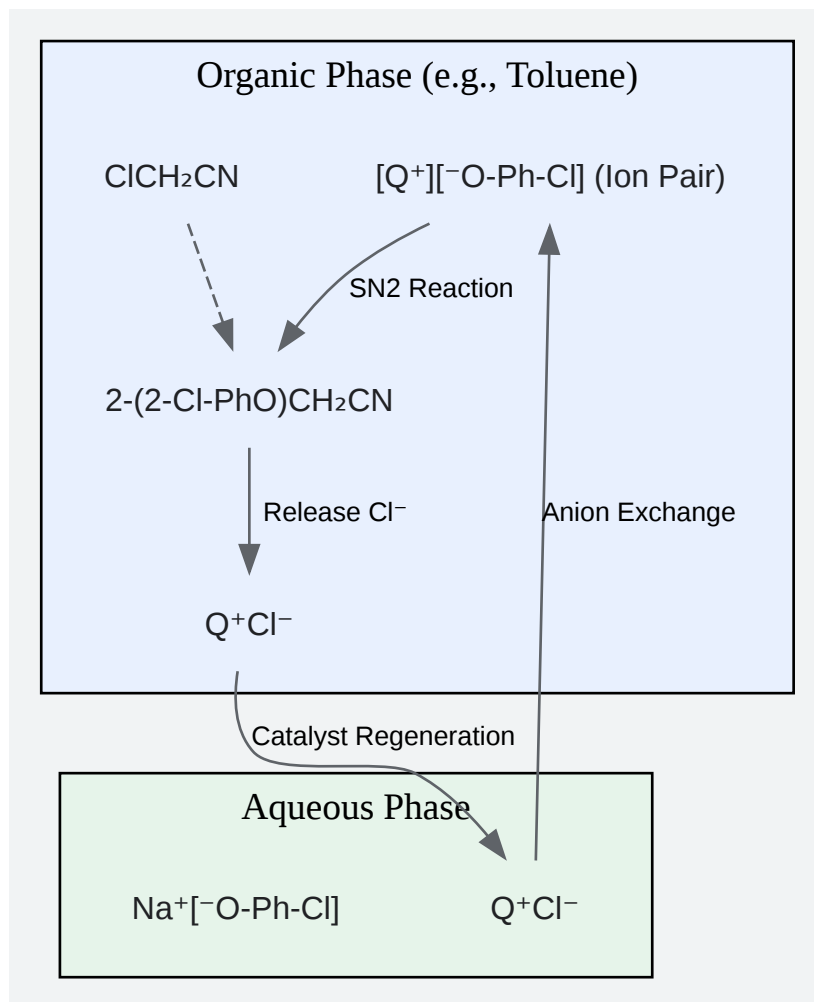 Organic Phase (e.g., Toluene)
ClCH₂CN
[Q⁺][⁻O-Ph-Cl] (Ion Pair)
SN2 Reaction
2-(2-Cl-PhO)CH₂CN
Release Cl⁻
Anion Exchange
Q⁺Cl⁻
Catalyst Regeneration
Aqueous Phase
Na⁺[⁻O-Ph-Cl]
Q⁺Cl⁻